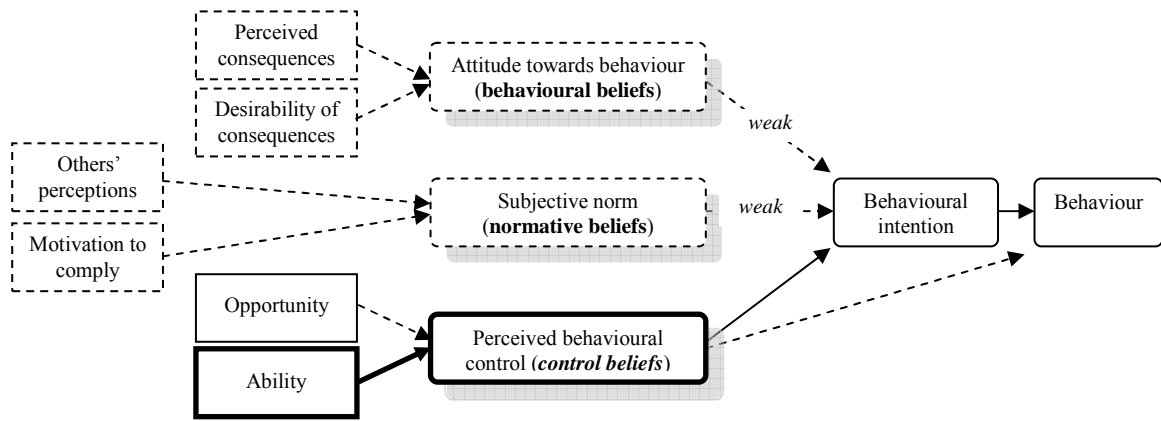 Perceived
consequences
Desirability of
consequences
Attitude towards behaviour
(behavioural beliefs)
weak
Others’
perceptions
Motivation to
comply
Subjective norm
(normative beliefs)
weak
Behavioural
intention
Behaviour
Opportunity
Ability
Perceived behavioural
control (control beliefs)